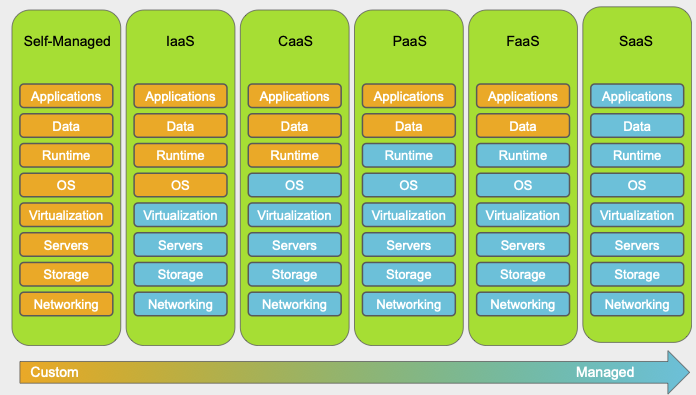 Self-Managed IaaS CaaS PaaS FaaS SaaS
Applications Applications Applications Applications Applications Applications
Data Data Data Data Data Data
Runtime Runtime Runtime Runtime Runtime Runtime
OS OS OS OS OS OS
Virtualization Virtualization Virtualization Virtualization Virtualization Virtualization
Servers Servers Servers Servers Servers Servers
Storage Storage Storage Storage Storage Storage
Networking Networking Networking Networking Networking Networking
Custom Managed